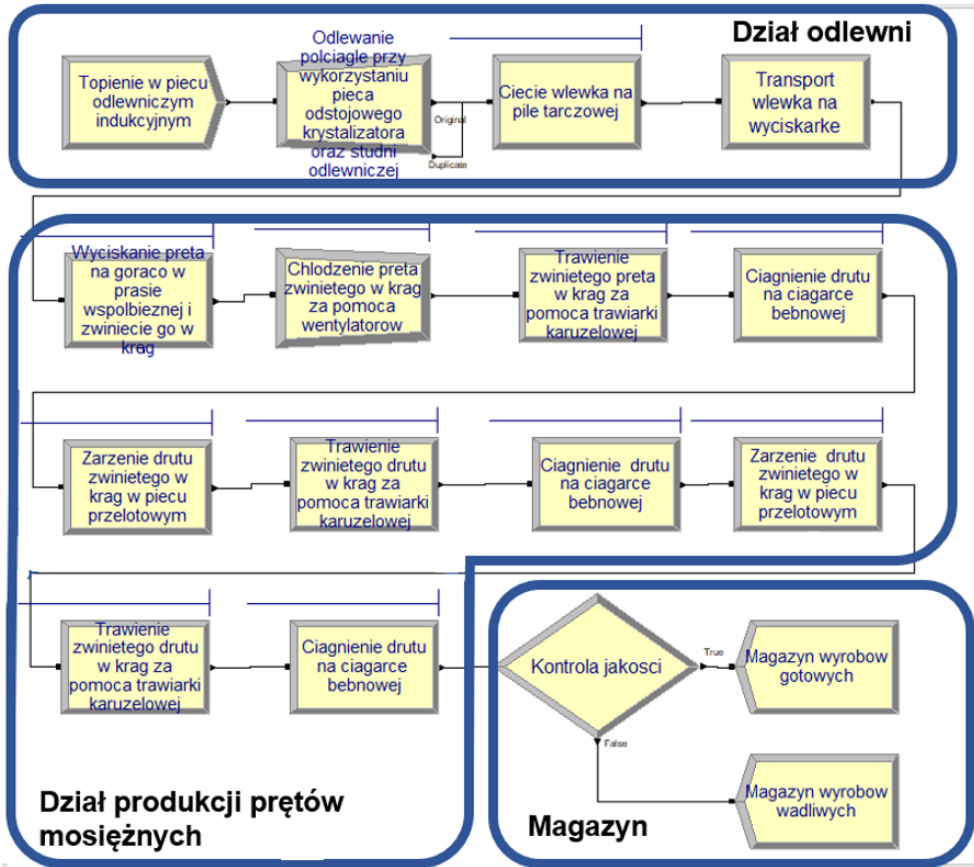 Dział odlewni
Topienie w piecu
odlewniczym
indukcyjnym
Odlewanie
polciagle przy
wykorzystaniu
pieca
odstojowego
krystalizatora
oraz studni
odlewniczej
Original
Duplicate
Ciecie wlewka na
pile tarczowej
Transport
wlewka na
wyciskarke
Wyciskanie preta
na goraco w
prasie
wspolbieznej i
zwiniecie go w
krag
Chlodzenie preta
zwinietego w krag
za pomoca
wentylatorow
Trawienie
zwinietego preta
w krag za
pomoca trawiarki
karuzelowej
Ciagnienie drutu
na ciagarce
bebnowej
Zarzenie drutu
zwinietego w
krag w piecu
przelotowym
Trawienie
zwinietego drutu
w krag za
pomoca trawiarki
karuzelowej
Ciagnienie drutu
na ciagarce
bebnowej
Zarzenie drutu
zwinietego w
krag w piecu
przelotowym
Trawienie
zwinietego drutu
w krag za
pomoca trawiarki
karuzelowej
Ciagnienie drutu
na ciagarce
bebnowej
Kontrola jakosci
True
False
Magazyn wyrobow
gotowych
Magazyn wyrobow
wadliwych
Dział produkcji prętów
mosiężnych
Magazyn